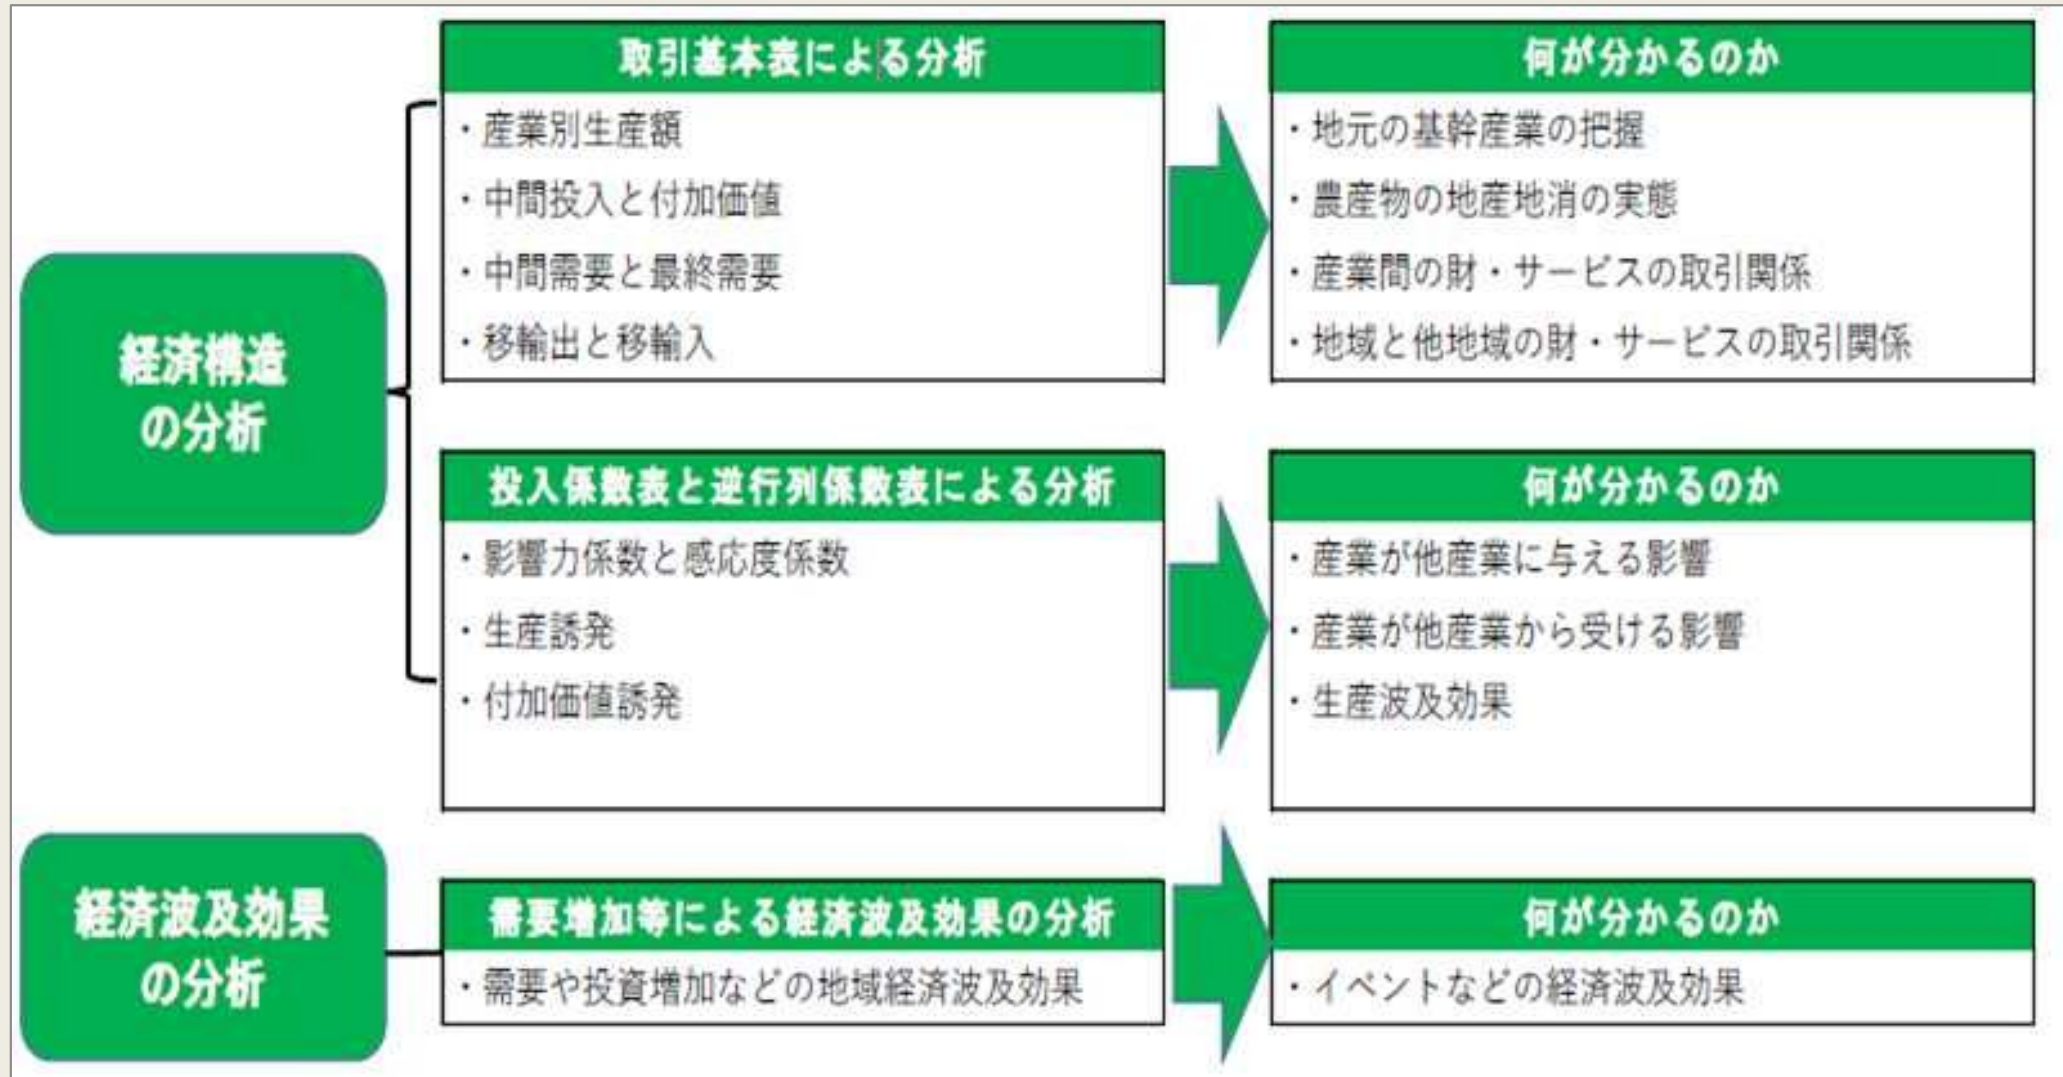 経済構造
の分析
取引基本表による分析
・産業別生産額
・中間投入と付加価値
・中間需要と最終需要
・移輸出と移輸入
何が分かるのか
・地元の基幹産業の把握
・農産物の地産地消の実態
・産業間の財・サービスの取引関係
・地域と他地域の財・サービスの取引関係
投入係数表と逆行列係数表による分析
・影響力係数と感応度係数
・生産誘発
・付加価値誘発
何が分かるのか
・産業が他産業に与える影響
・産業が他産業から受ける影響
・生産波及効果
経済波及効果
の分析
需要増加等による経済波及効果の分析
・需要や投資増加などの地域経済波及効果
何が分かるのか
・イベントなどの経済波及効果